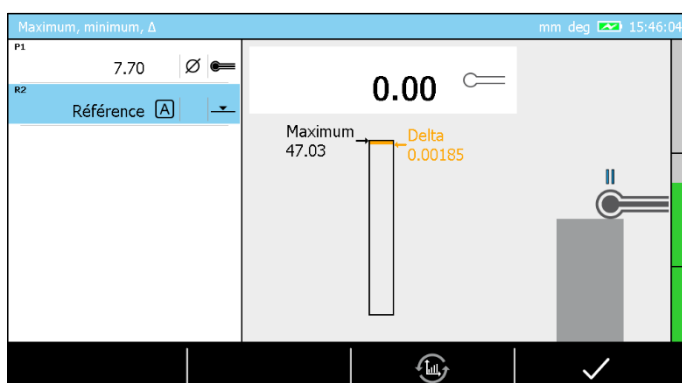 Maximum, minimum, Δ
mm deg 15:46:04
P1
7.70 Ø
R2
Référence A
0.00
Maximum
47.03
Delta
0.00185